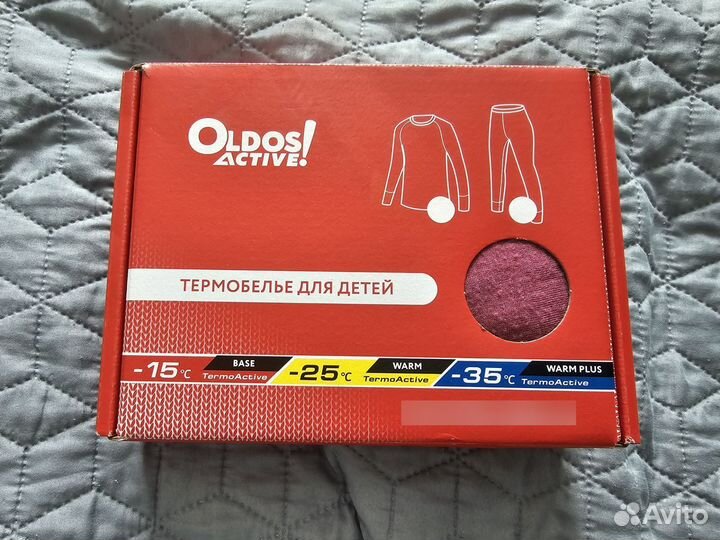 OLDOS!
ACTIVE!
ТЕРМОБЕЛЬЕ ДЛЯ ДЕТЕЙ
-15°C BASE TermoActive -25°C WARM TermoActive -35°C WARM PLUS TermoActive
Avito